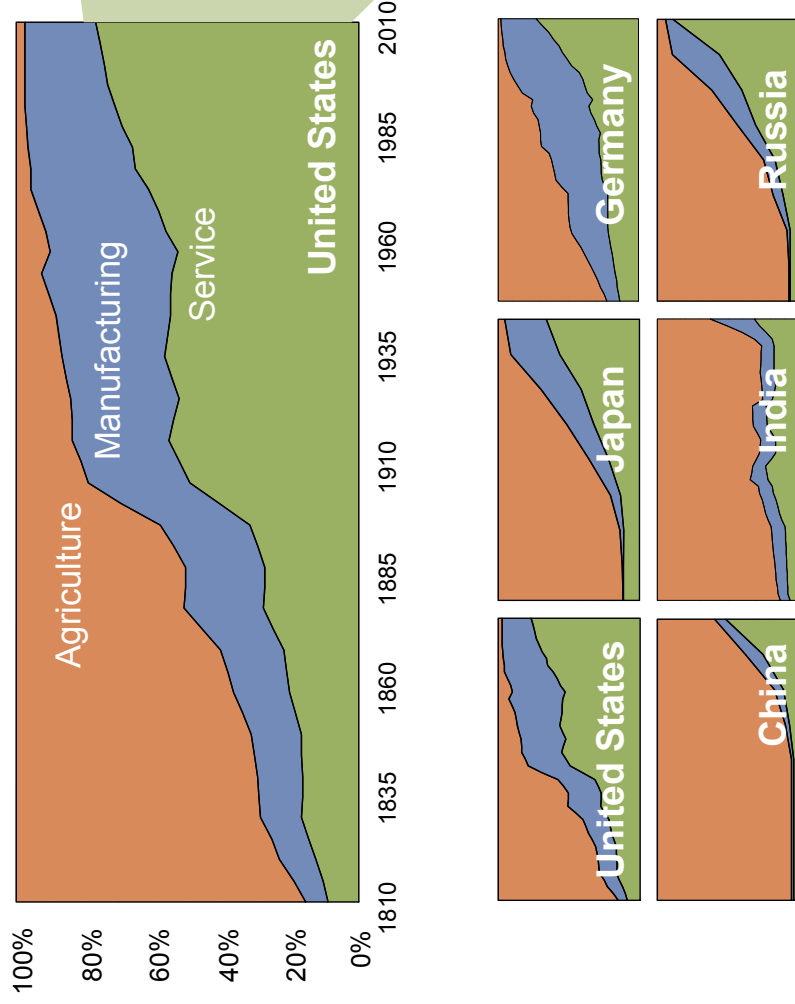 100%
80%
60%
40%
20%
0%
Agriculture
Manufacturing
Service
United States
1810
1835
1860
1885
1910
1935
1960
1985
2010
United States
Japan
Germany
China
India
Russia